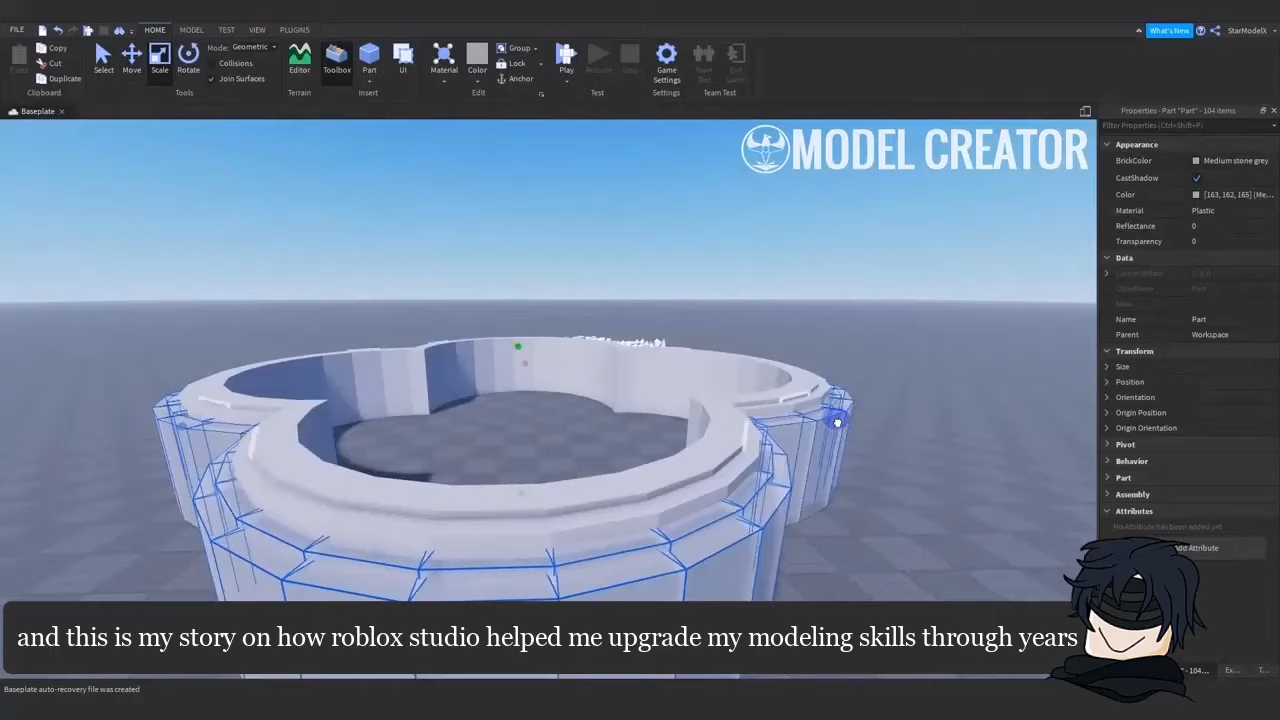 FILE HOME MODEL TEST VIEW PLUGINS What's New StarModelX
Copy
Cut
Duplicate
Clipboard
Select Move Scale Rotate
Mode: Geometric
Collisions
Join Surfaces
Tools
Editor
Terrain
Toolbox Part UI
Insert
Material Color
Group
Lock
Anchor
Edit
Play
Test
Game
Settings
Settings
Team Test
Baseplate
MODEL CREATOR
Properties - Part "Part" - 104 items
Filter Properties (Ctrl+Shift+P)
Appearance
BrickColor Medium stone grey
CastShadow
Color [163, 162, 165] (Me...
Material Plastic
Reflectance 0
Transparency 0
Data
Name Part
Parent Workspace
Transform
Size
Position
Orientation
Origin Position
Origin Orientation
Pivot
Behavior
Part
Assembly
Attributes
No Attribute has been added yet
Add Attribute
and this is my story on how roblox studio helped me upgrade my modeling skills through years
- 104... Ex... T...
Baseplate auto-recovery file was created